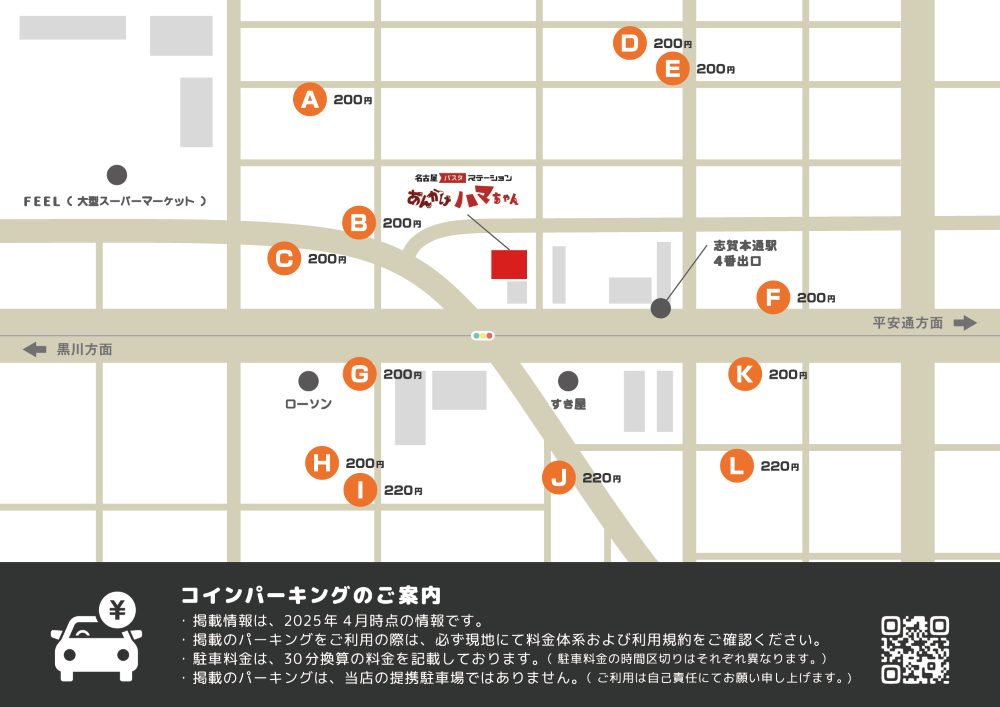 D 200円
E 200円
A 200円
名古屋 パスタ マテーション
あんかけ ハマちゃん
FEEL（大型スーパーマーケット）
B 200円
C 200円
志賀本通駅
4番出口
F 200円
平安通方面
黒川方面
G 200円
K 200円
ローソン
すき屋
H 200円
I 220円
J 220円
L 220円
¥
コインパーキングのご案内
・掲載情報は、2025年4月時点の情報です。
・掲載のパーキングをご利用の際は、必ず現地にて料金体系および利用規約をご確認ください。
・駐車料金は、30分換算の料金を記載しております。（駐車料金の時間区切りはそれぞれ異なります。）
・掲載のパーキングは、当店の提携駐車場ではありません。（ご利用は自己責任にてお願い申し上げます。）